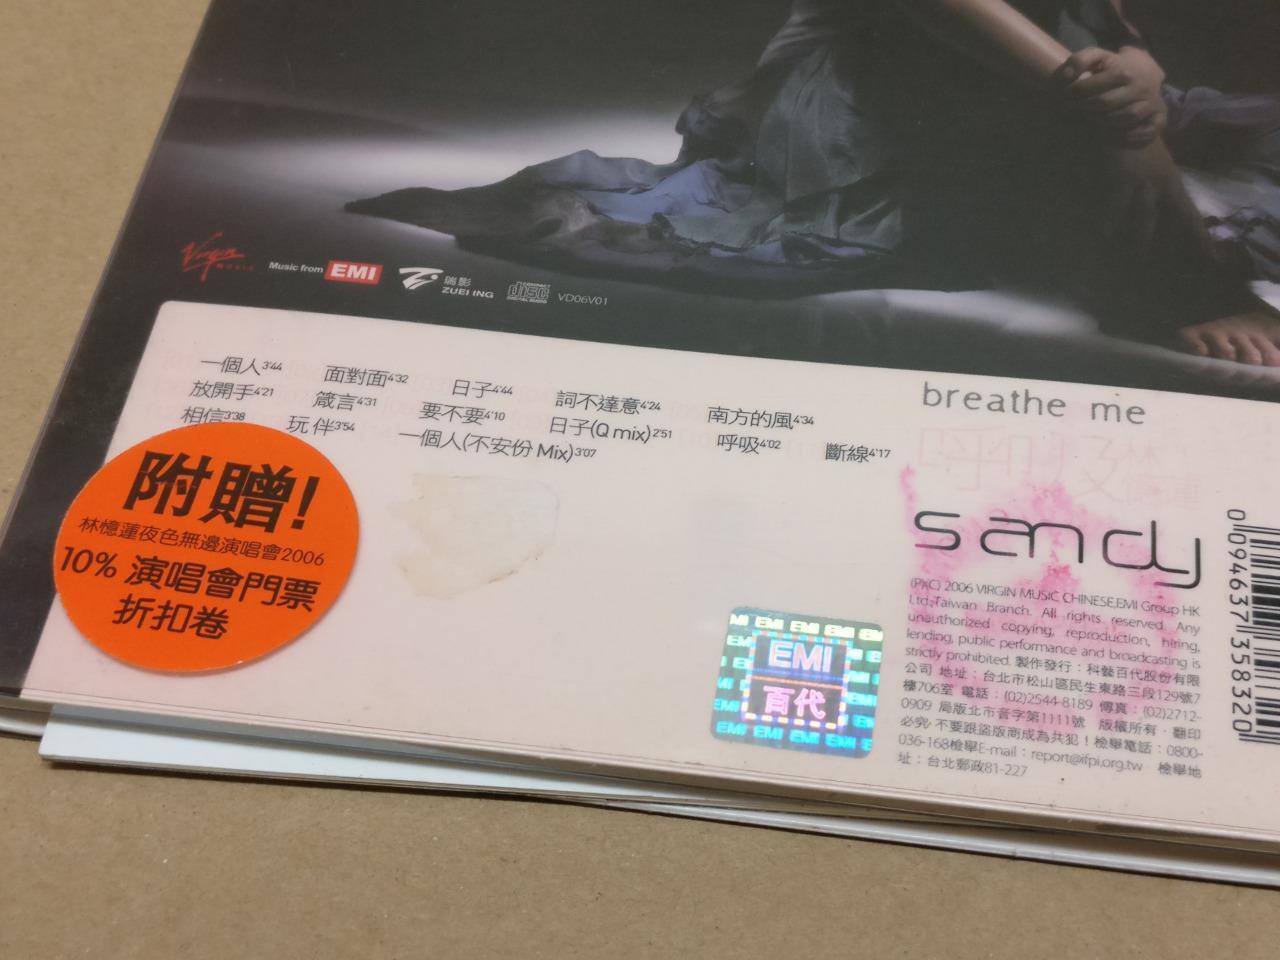 Virgin
MUSIC
Music from EMI
瑞影
ZUEI ING
COMPACT
disc
DIGITAL AUDIO
VD06V01
一個人3'44 面對面4'32 日子4'44 詞不達意4'24 南方的風4'34
放開手4'21 箴言4'31 要不要4'10 日子(Q mix)2'51 呼吸4'02 斷線4'17
相信3'38 玩伴3'54 一個人(不安份 Mix)3'07
附贈!
林憶蓮夜色無邊演唱會2006
10% 演唱會門票
折扣卷
EMI
百代
breathe me
呼吸
sandy
(P)(C) 2006 VIRGIN MUSIC CHINESE,EMI Group HK
Ltd.,Taiwan Branch. All rights reserved. Any
unauthorized copying, reproduction, hiring,
lending, public performance and broadcasting is
strictly prohibited. 製作發行：科藝百代股份有限
公司 地址：台北市松山區民生東路三段129號7
樓706室 電話：(02)2544-8189 傳真：(02)2712-
0909 局版北市音字第1111號 版權所有‧翻印
必究‧不要跟盜版商成為共犯！檢舉電話：0800-
036-168檢舉E-mail：report@ifpi.org.tw 檢舉地
址：台北郵政81-227
0094637358320